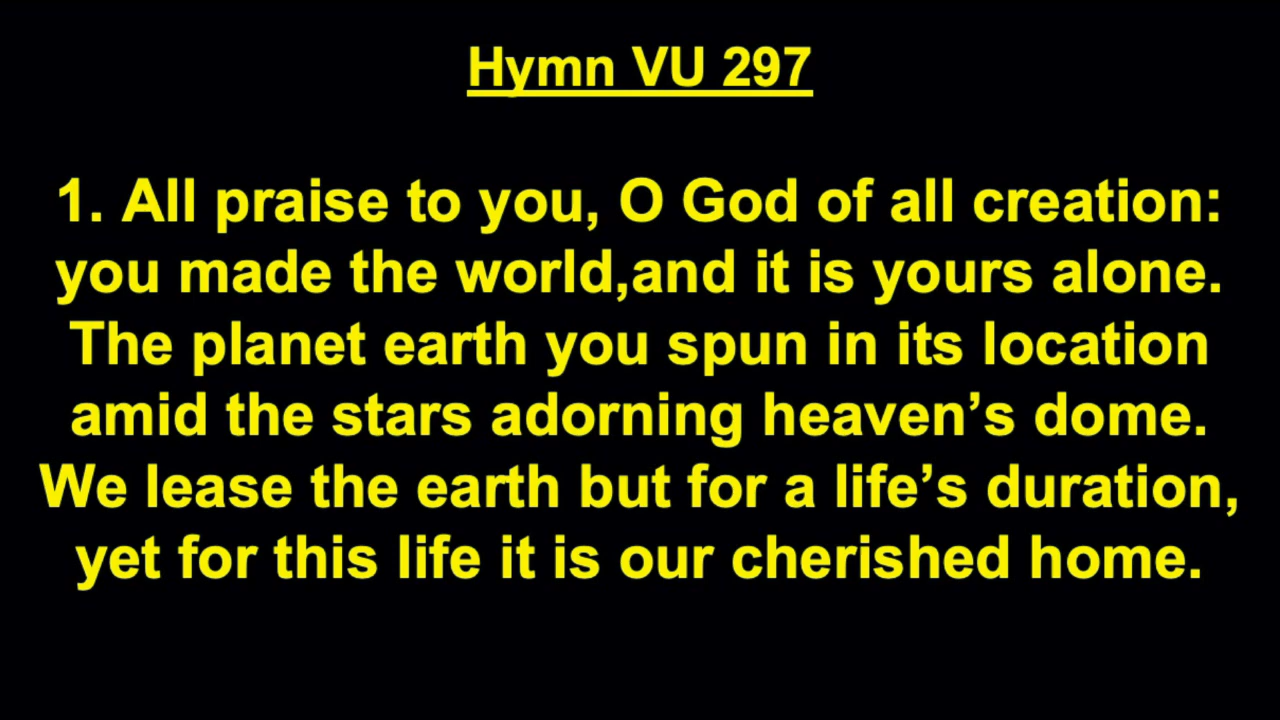 Hymn VU 297
1. All praise to you, O God of all creation:
you made the world,and it is yours alone.
The planet earth you spun in its location
amid the stars adorning heaven’s dome.
We lease the earth but for a life’s duration,
yet for this life it is our cherished home.